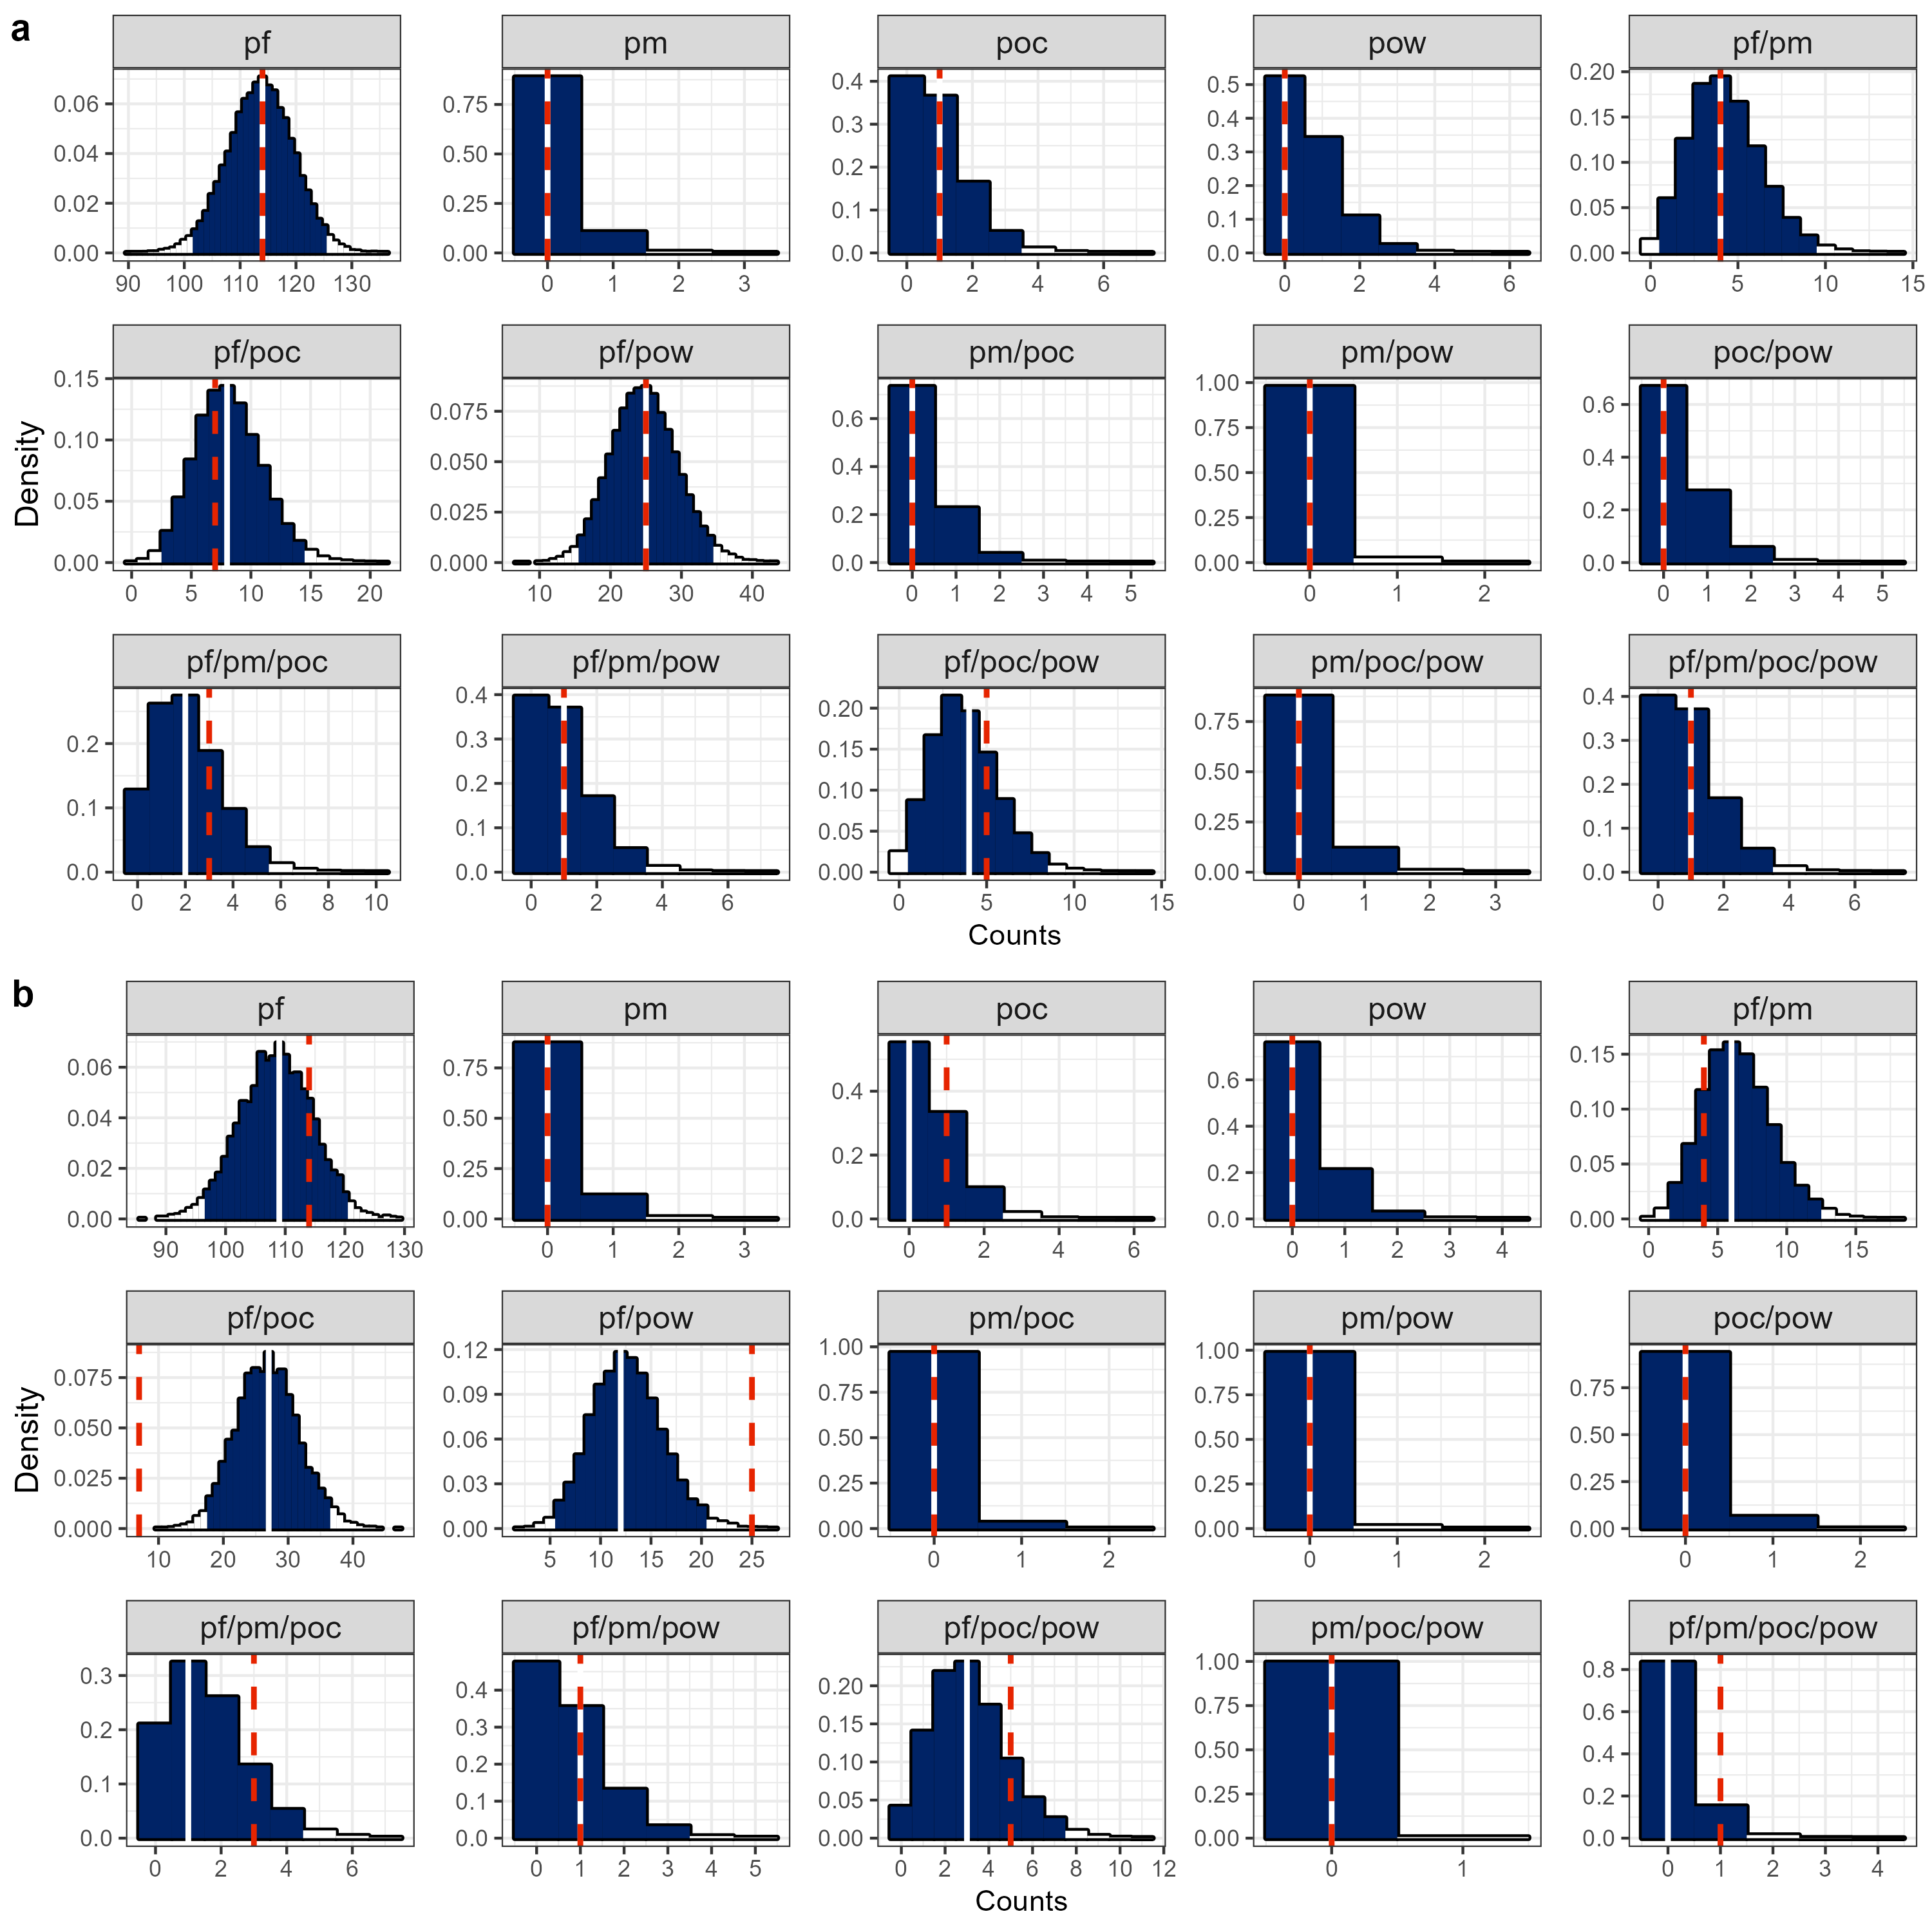 a
pf pm poc pow pf/pm
0.06 0.04 0.02 0.00
90 100 110 120 130
0.75 0.50 0.25 0.00
0 1 2 3
0.4 0.3 0.2 0.1 0.0
0 2 4 6
0.5 0.4 0.3 0.2 0.1 0.0
0 2 4 6
0.20 0.15 0.10 0.05 0.00
0 5 10 15
pf/poc pf/pow pm/poc pm/pow poc/pow
Density
0.15 0.10 0.05 0.00
0 5 10 15 20
0.075 0.050 0.025 0.000
10 20 30 40
0.6 0.4 0.2 0.0
0 1 2 3 4 5
1.00 0.75 0.50 0.25 0.00
0 1 2
0.6 0.4 0.2 0.0
0 1 2 3 4 5
pf/pm/poc pf/pm/pow pf/poc/pow pm/poc/pow pf/pm/poc/pow
0.2 0.1 0.0
0 2 4 6 8 10
0.4 0.3 0.2 0.1 0.0
0 2 4 6
0.20 0.15 0.10 0.05 0.00
0 5 10 15
0.75 0.50 0.25 0.00
0 1 2 3
0.4 0.3 0.2 0.1 0.0
0 2 4 6
Counts
b
pf pm poc pow pf/pm
0.06 0.04 0.02 0.00
90 100 110 120 130
0.75 0.50 0.25 0.00
0 1 2 3
0.4 0.2 0.0
0 2 4 6
0.6 0.4 0.2 0.0
0 1 2 3 4
0.15 0.10 0.05 0.00
0 5 10 15
pf/poc pf/pow pm/poc pm/pow poc/pow
Density
0.075 0.050 0.025 0.000
10 20 30 40
0.12 0.09 0.06 0.03 0.00
5 10 15 20 25
1.00 0.75 0.50 0.25 0.00
0 1 2
1.00 0.75 0.50 0.25 0.00
0 1 2
0.75 0.50 0.25 0.00
0 1 2
pf/pm/poc pf/pm/pow pf/poc/pow pm/poc/pow pf/pm/poc/pow
0.3 0.2 0.1 0.0
0 2 4 6
0.4 0.3 0.2 0.1 0.0
0 1 2 3 4 5
0.20 0.15 0.10 0.05 0.00
0 2 4 6 8 10 12
1.00 0.75 0.50 0.25 0.00
0 1
0.8 0.6 0.4 0.2 0.0
0 1 2 3 4
Counts